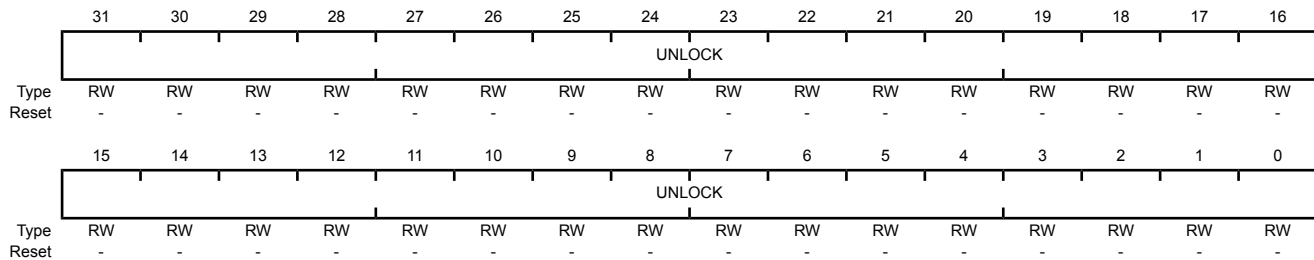 31 30 29 28 27 26 25 24 23 22 21 20 19 18 17 16
UNLOCK
Type RW RW RW RW RW RW RW RW RW RW RW RW RW RW RW RW
Reset - - - - - - - - - - - - - - - -
15 14 13 12 11 10 9 8 7 6 5 4 3 2 1 0
UNLOCK
Type RW RW RW RW RW RW RW RW RW RW RW RW RW RW RW RW
Reset - - - - - - - - - - - - - - - -